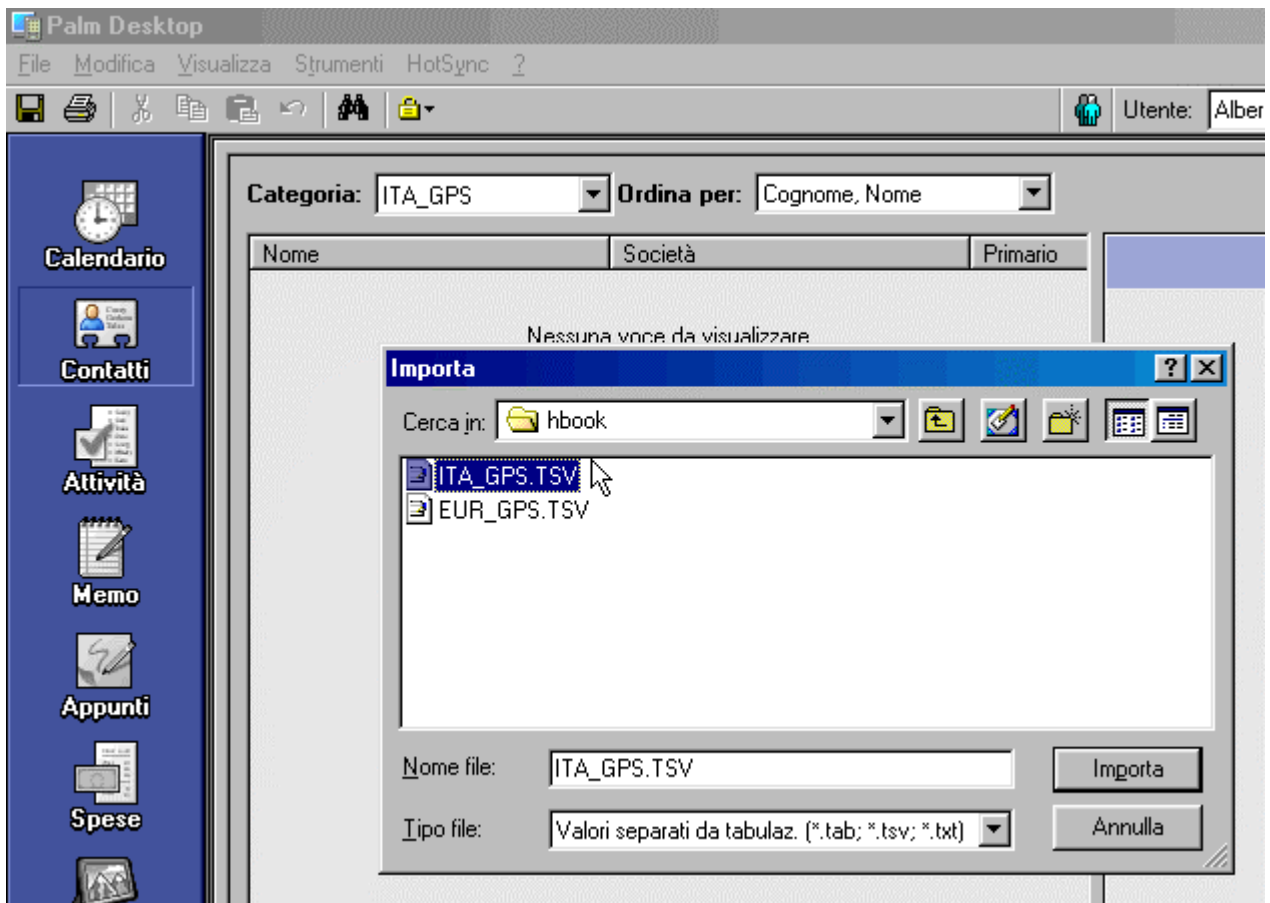 Palm Desktop
File Modifica Visualizza Strumenti HotSync ?
Utente: Alber
Categoria: ITA_GPS Ordina per: Cognome, Nome
Nome Società Primario
Nessuna voce da visualizzare
Calendario
Contatti
Attività
Memo
Appunti
Spese
Importa
Cerca in: hbook
ITA_GPS.TSV
EUR_GPS.TSV
Nome file: ITA_GPS.TSV Importa
Tipo file: Valori separati da tabulaz. (*.tab; *.tsv; *.txt) Annulla